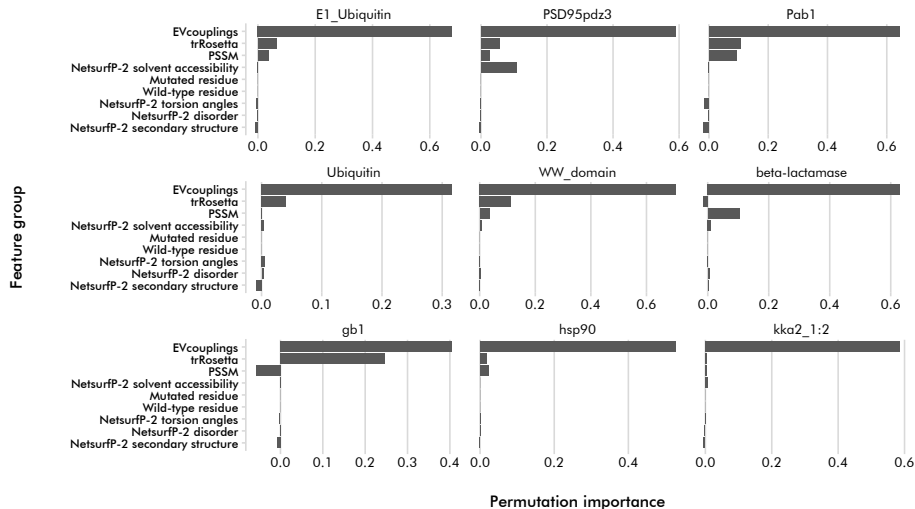 E1_Ubiquitin PSD95pdz3 Pab1
EVcouplings
trRosetta
PSSM
NetsurfP-2 solvent accessibility
Mutated residue
Wild-type residue
NetsurfP-2 torsion angles
NetsurfP-2 disorder
NetsurfP-2 secondary structure
0.0 0.2 0.4 0.6 0.0 0.2 0.4 0.6 0.0 0.2 0.4 0.6
Ubiquitin WW_domain beta-lactamase
EVcouplings
trRosetta
PSSM
NetsurfP-2 solvent accessibility
Mutated residue
Wild-type residue
NetsurfP-2 torsion angles
NetsurfP-2 disorder
NetsurfP-2 secondary structure
0.0 0.1 0.2 0.3 0.0 0.2 0.4 0.6 0.0 0.2 0.4 0.6
gb1 hsp90 kka2_1:2
EVcouplings
trRosetta
PSSM
NetsurfP-2 solvent accessibility
Mutated residue
Wild-type residue
NetsurfP-2 torsion angles
NetsurfP-2 disorder
NetsurfP-2 secondary structure
0.0 0.1 0.2 0.3 0.4 0.0 0.2 0.4 0.0 0.2 0.4 0.6
Feature group
Permutation importance